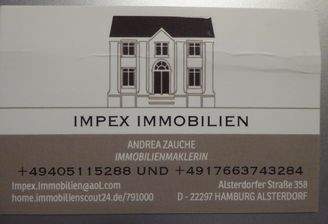 IMPEX IMMOBILIEN
ANDREA ZAUCHE
IMMOBILIENMAKLERIN
+49405115288 UND +4917663743284
Impex.Immobilien@aol.com
Alsterdorfer Straße 358
home.immobilienscout24.de/791000
D - 22297 HAMBURG ALSTERDORF